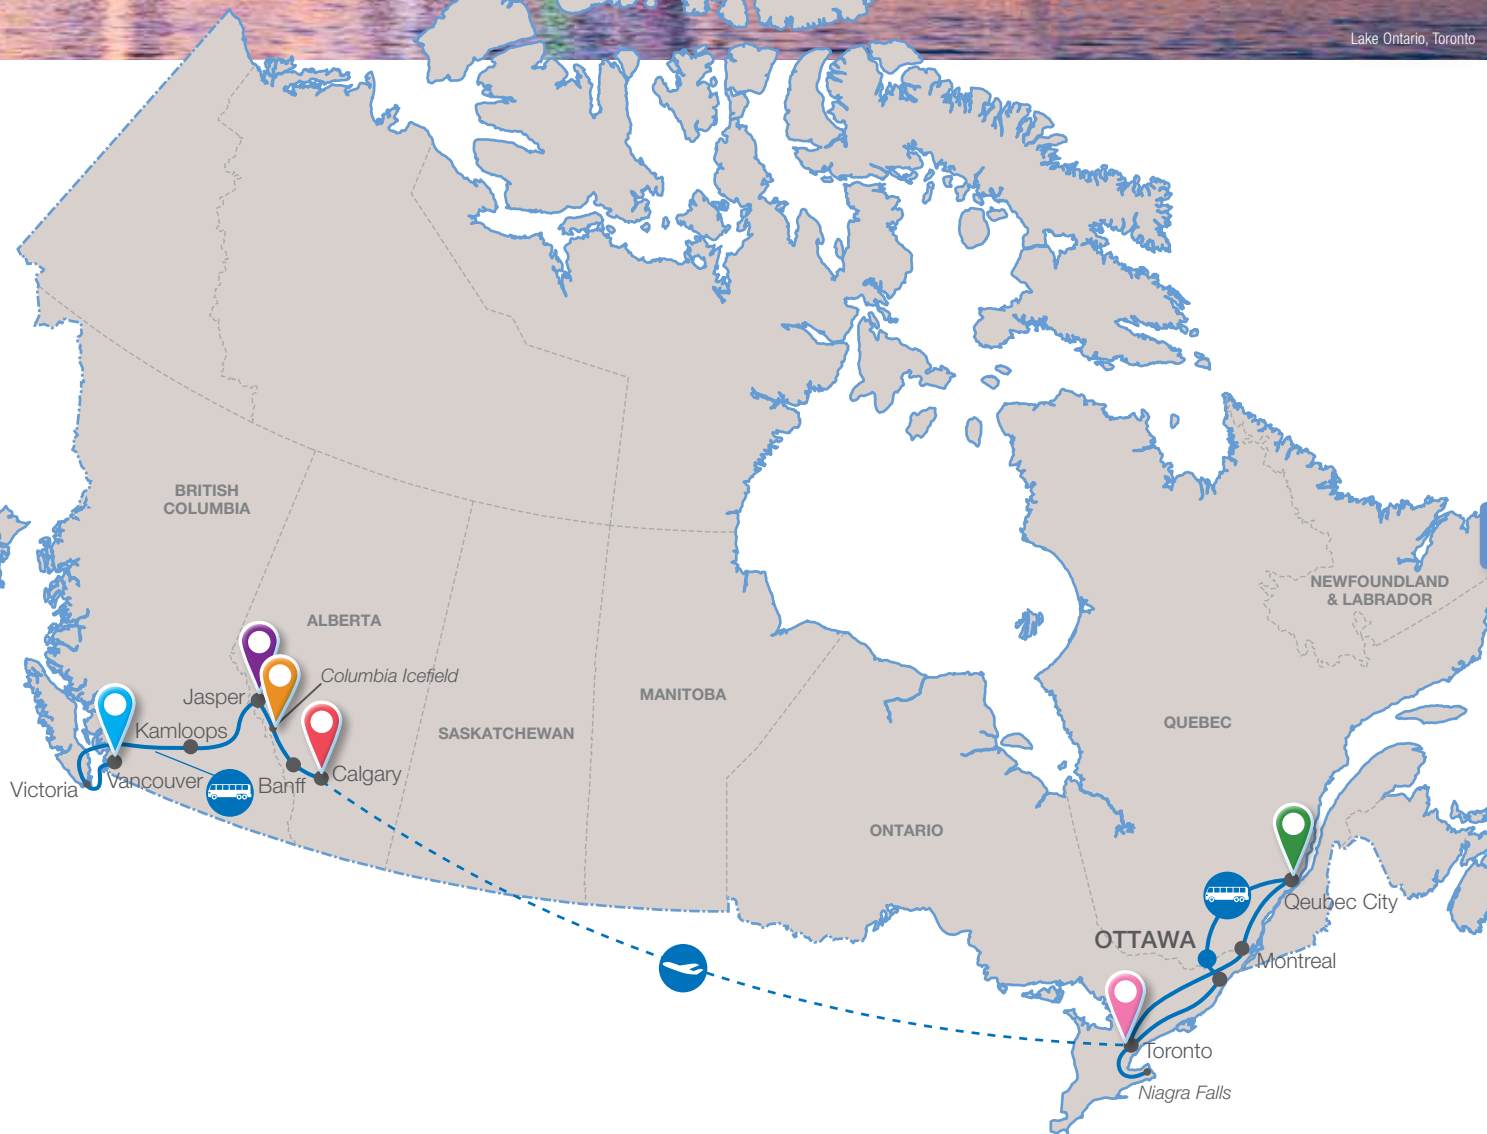 Lake Ontario, Toronto
BRITISH
COLUMBIA
NEWFOUNDLAND
& LABRADOR
ALBERTA
Columbia Icefield
Jasper
MANITOBA
Kamloops
SASKATCHEWAN
QUEBEC
Victoria
Vancouver
Banff
Calgary
ONTARIO
Qeubec City
OTTAWA
Montreal
Toronto
Niagra Falls